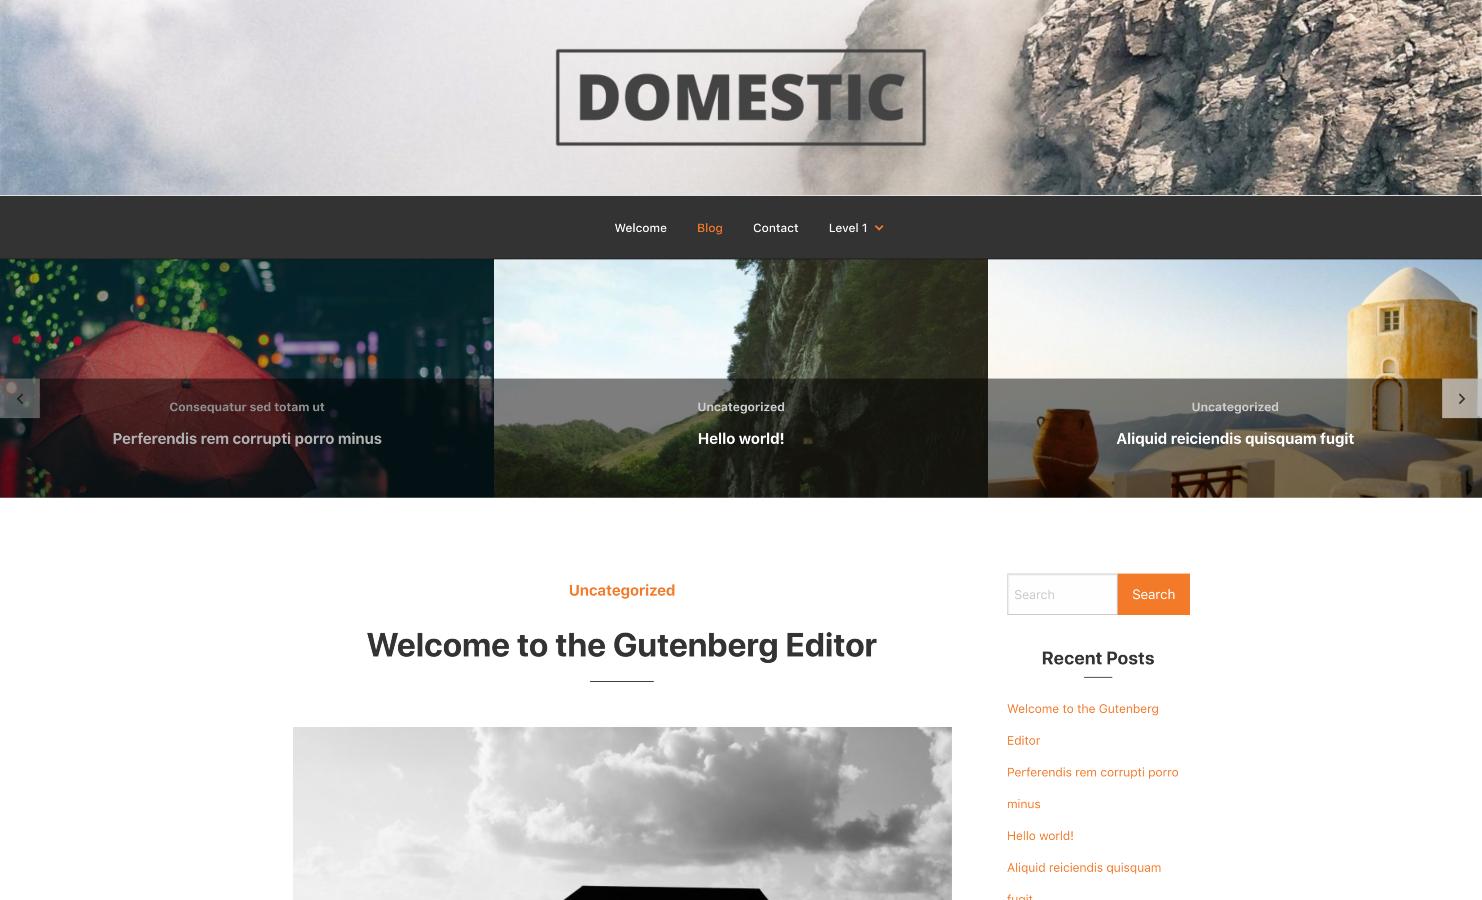 DOMESTIC
Welcome Blog Contact Level 1
Consequatur sed totam ut
Perferendis rem corrupti porro minus
Uncategorized
Hello world!
Uncategorized
Aliquid reiciendis quisquam fugit
Uncategorized
Welcome to the Gutenberg Editor
Search Search
Recent Posts
Welcome to the Gutenberg
Editor
Perferendis rem corrupti porro
minus
Hello world!
Aliquid reiciendis quisquam
fugit